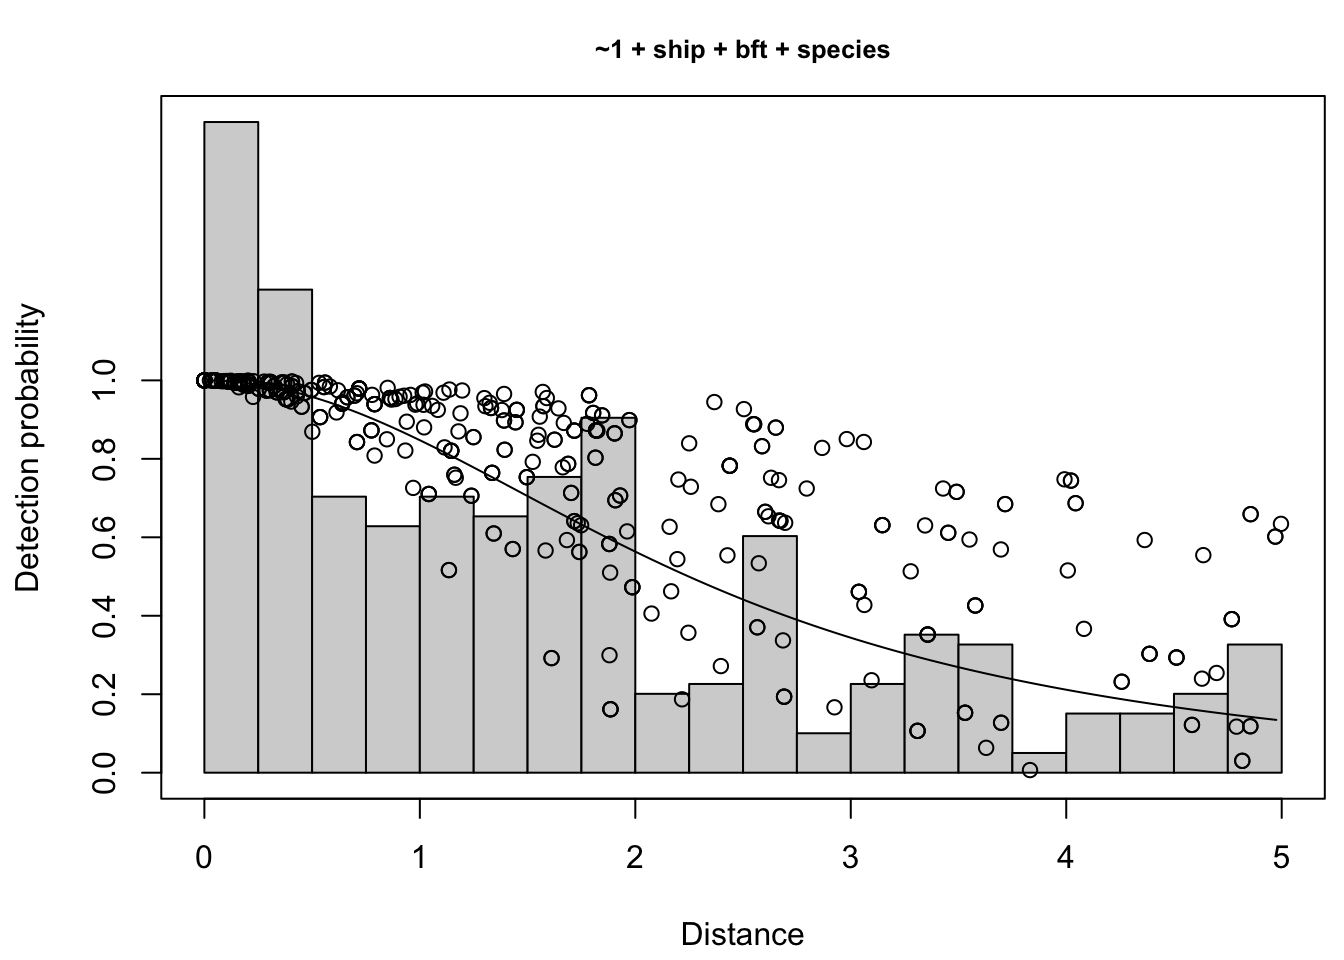 ~1 + ship + bft + species
Detection probability
1.0
0.8
0.6
0.4
0.2
0.0
0 1 2 3 4 5
Distance